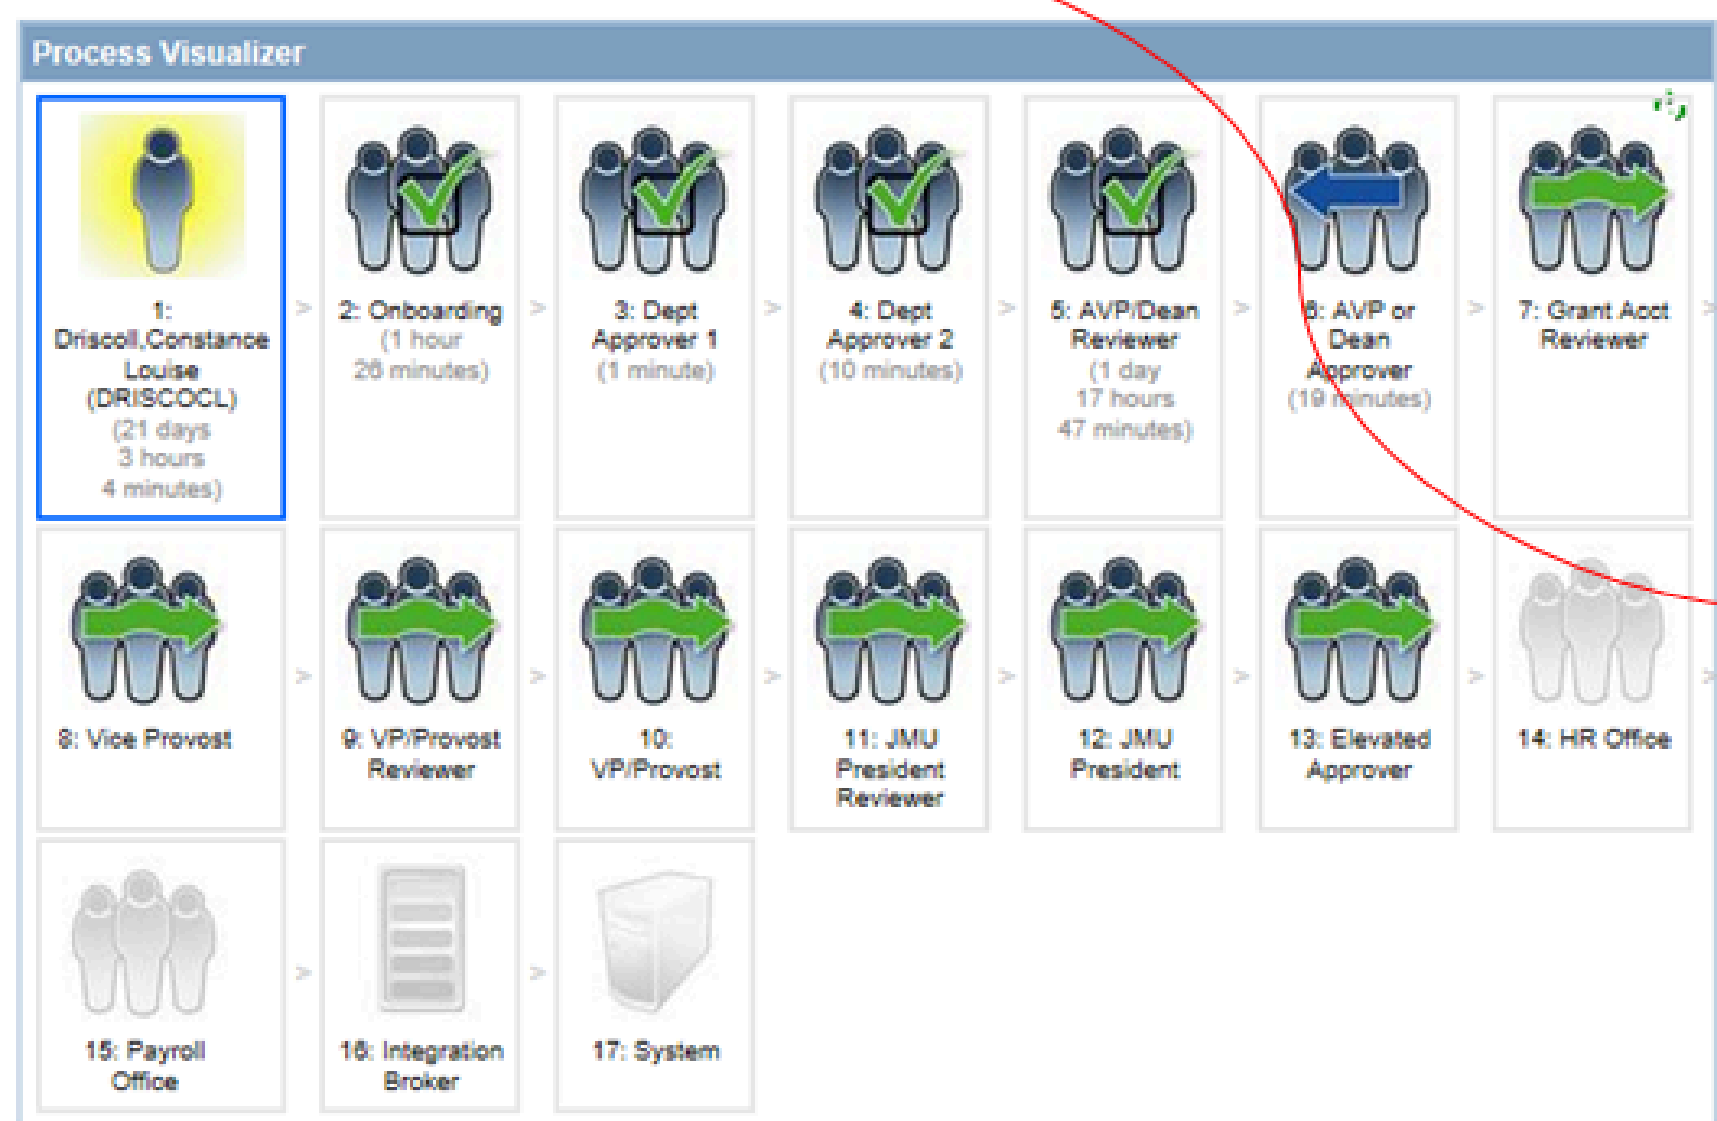 Process Visualizer
1:
Driscoll,Constance
Louise
(DRISCOCL)
(21 days
3 hours
4 minutes)
>
2: Onboarding
(1 hour
26 minutes)
>
3: Dept
Approver 1
(1 minute)
>
4: Dept
Approver 2
(10 minutes)
>
5: AVP/Dean
Reviewer
(1 day
17 hours
47 minutes)
>
6: AVP or
Dean
Approver
(19 minutes)
>
7: Grant Acct
Reviewer
>
8: Vice Provost
>
9: VP/Provost
Reviewer
>
10:
VP/Provost
>
11: JMU
President
Reviewer
>
12: JMU
President
>
13: Elevated
Approver
>
14: HR Office
>
15: Payroll
Office
>
16: Integration
Broker
>
17: System